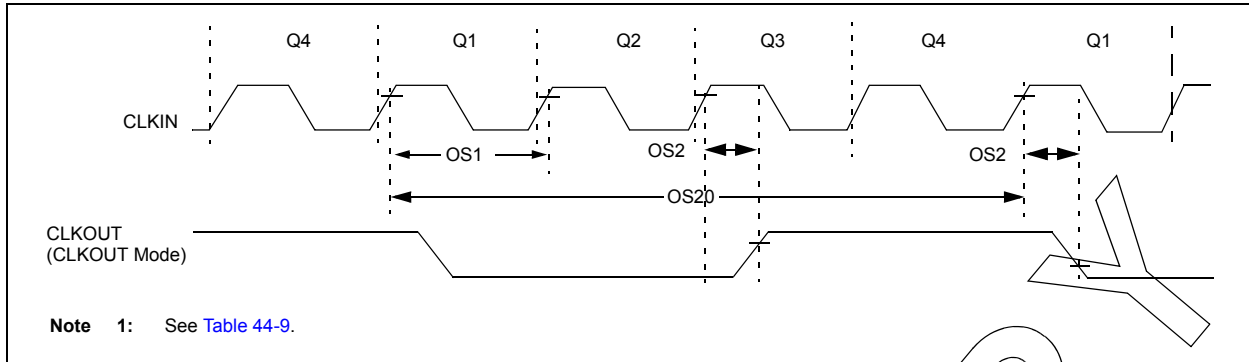 Q4 Q1 Q2 Q3 Q4 Q1
CLKIN
OS1 OS2 OS2
OS20
CLKOUT
(CLKOUT Mode)
Note 1: See Table 44-9.